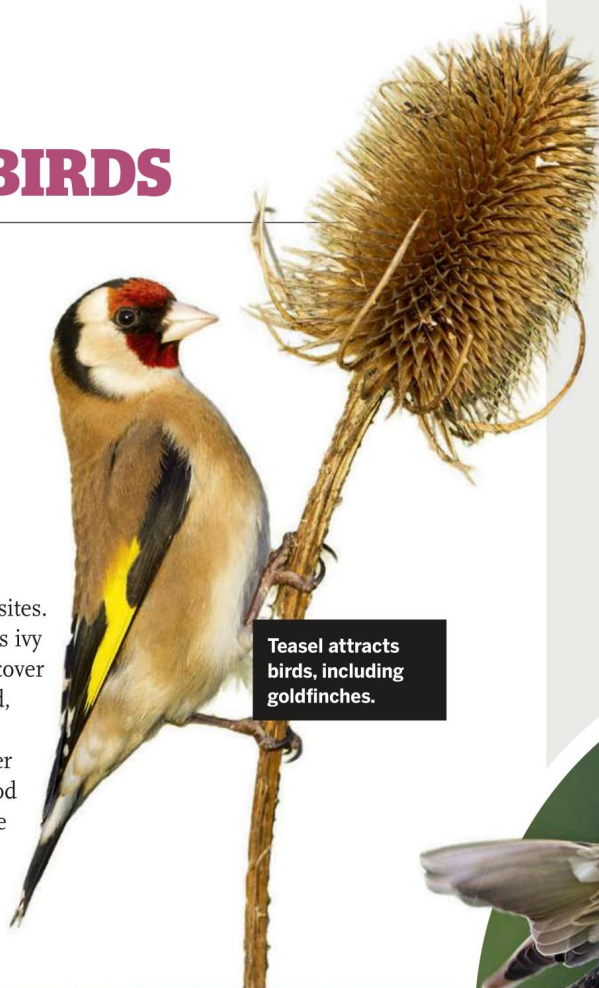 BIRDS
sites.
s ivy
cover
d,
er
od
e
Teasel attracts
birds, including
goldfinches.